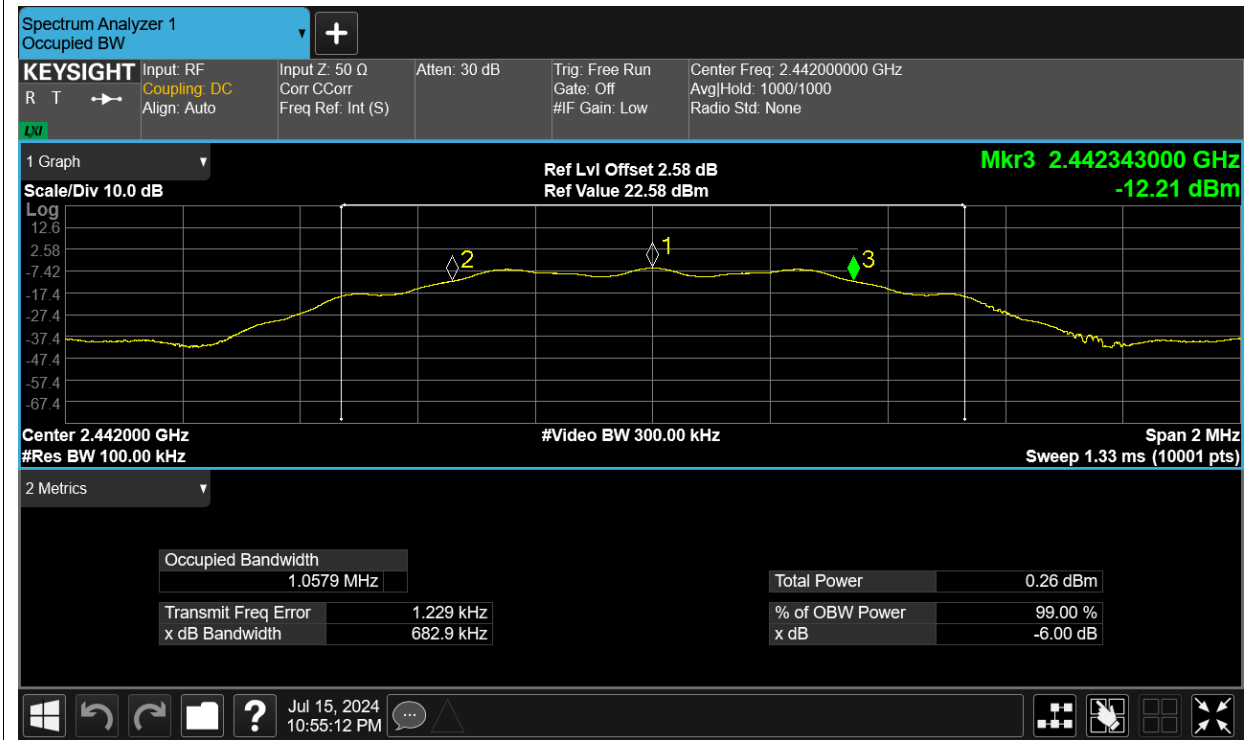 Spectrum Analyzer 1
Occupied BW
KEYSIGHT
R T
LXI
Input: RF
Coupling: DC
Align: Auto
Input Z: 50 Ω
Corr CCorr
Freq Ref: Int (S)
Atten: 30 dB
Trig: Free Run
Gate: Off
#IF Gain: Low
Center Freq: 2.442000000 GHz
Avg|Hold: 1000/1000
Radio Std: None
1 Graph
Scale/Div 10.0 dB
Ref Lvl Offset 2.58 dB
Ref Value 22.58 dBm
Mkr3 2.442343000 GHz
-12.21 dBm
Log
12.6
2.58
-7.42
-17.4
-27.4
-37.4
-47.4
-57.4
-67.4
2
1
3
Center 2.442000 GHz
#Res BW 100.00 kHz
#Video BW 300.00 kHz
Span 2 MHz
Sweep 1.33 ms (10001 pts)
2 Metrics
Occupied Bandwidth
1.0579 MHz
Transmit Freq Error 1.229 kHz
x dB Bandwidth 682.9 kHz
Total Power 0.26 dBm
% of OBW Power 99.00 %
x dB -6.00 dB
?
Jul 15, 2024
10:55:12 PM